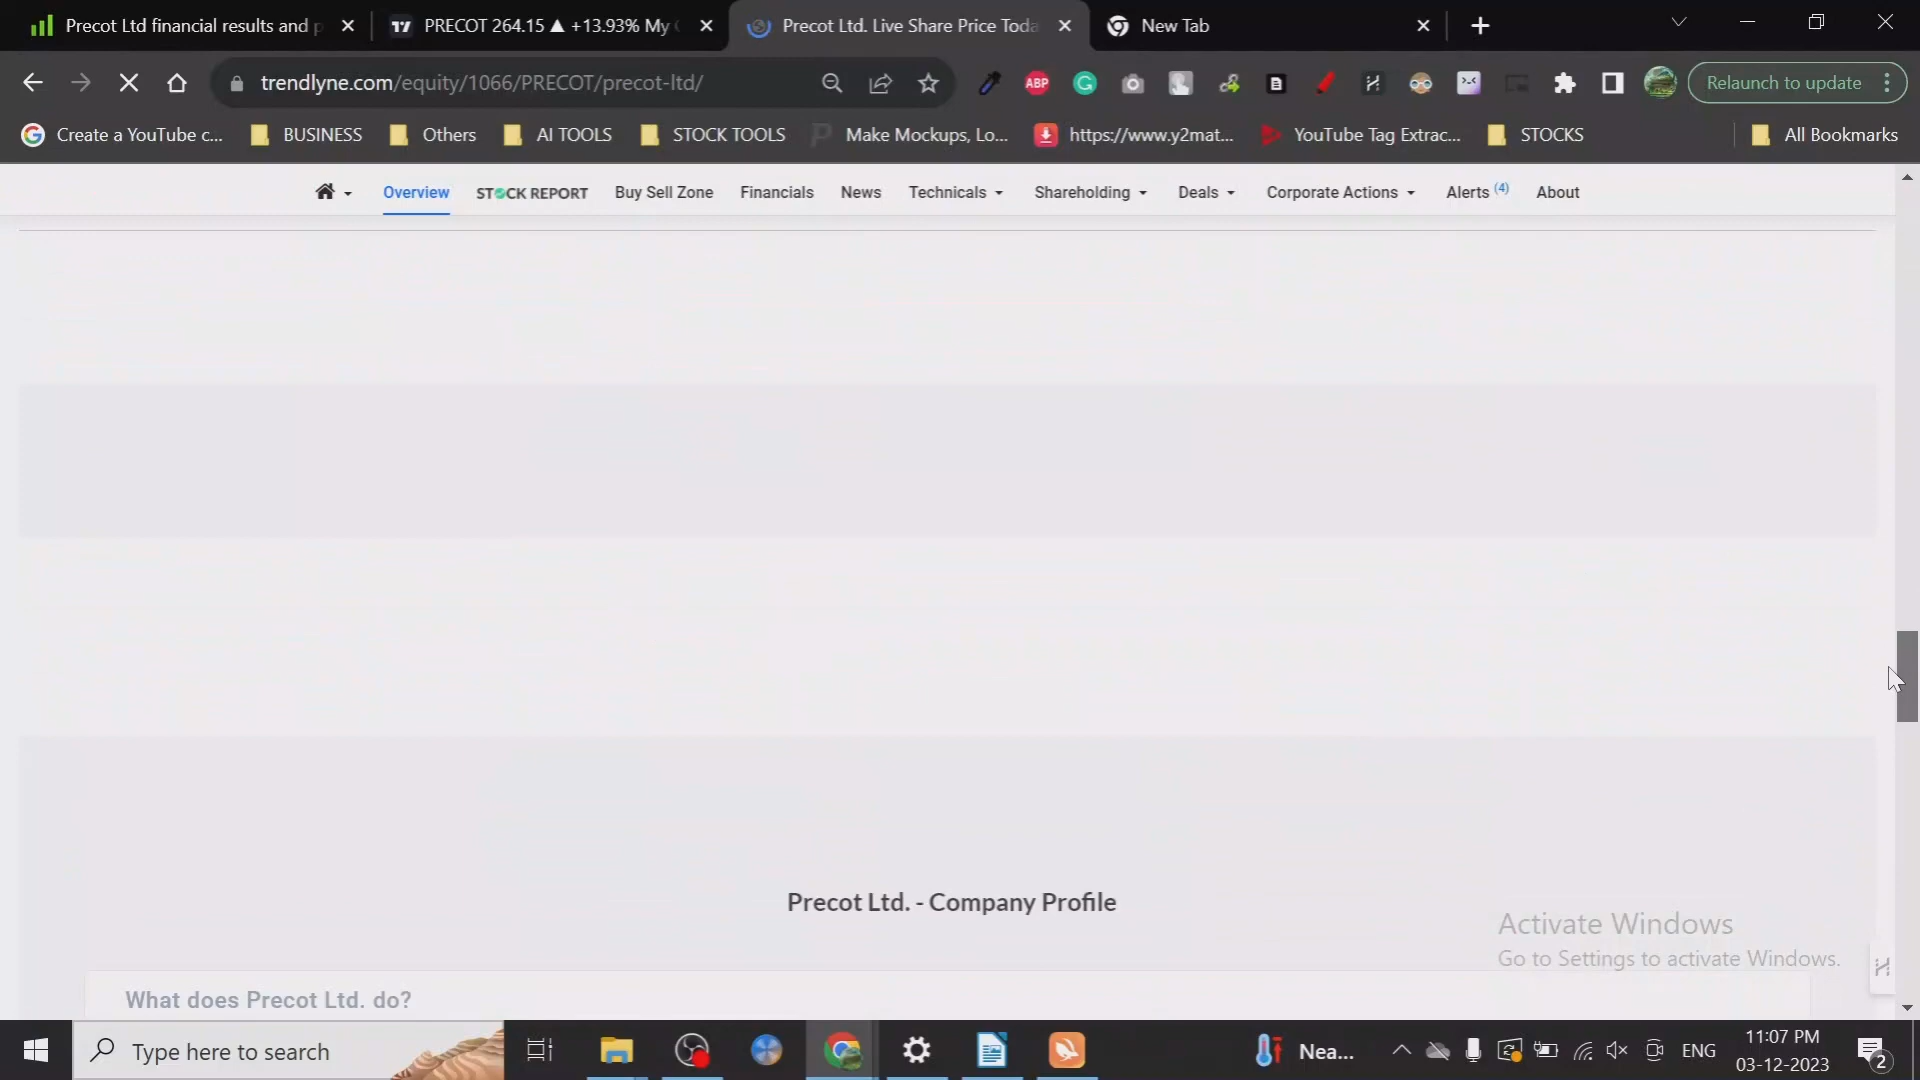 Precot Ltd financial results and p
PRECOT 264.15 ▲ +13.93% My
Precot Ltd. Live Share Price Toda
New Tab
trendlyne.com/equity/1066/PRECOT/precot-ltd/
ABP
Relaunch to update
Create a YouTube c...
BUSINESS
Others
AI TOOLS
STOCK TOOLS
Make Mockups, Lo...
https://www.y2mat...
YouTube Tag Extrac...
STOCKS
All Bookmarks
Overview
STOCK REPORT
Buy Sell Zone
Financials
News
Technicals
Shareholding
Deals
Corporate Actions
Alerts (4)
About
Precot Ltd. - Company Profile
Activate Windows
Go to Settings to activate Windows.
What does Precot Ltd. do?
Type here to search
Nea...
ENG
11:07 PM
03-12-2023
2